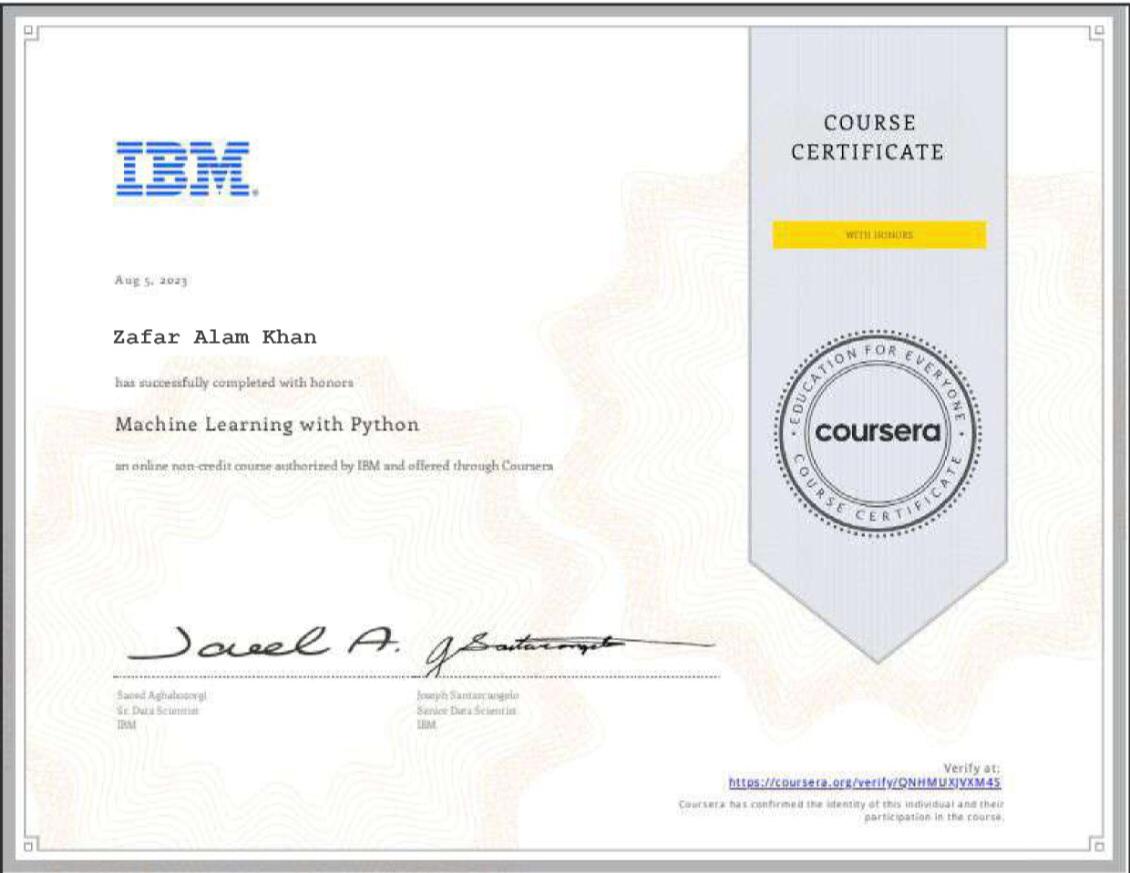 IBM
COURSE
CERTIFICATE
WITH HONORS
Aug 5, 2023
Zafar Alam Khan
has successfully completed with honors
Machine Learning with Python
an online non-credit course authorized by IBM and offered through Coursera
EDUCATION FOR EVERYONE
coursera
COURSE CERTIFICATE
Saeed Aghabozorgi
Sr. Data Scientist
IBM
Joseph Santarcangelo
Senior Data Scientist
IBM
Verify at:
https://coursera.org/verify/QNHMUXJVXM4S
Coursera has confirmed the identity of this individual and their
participation in the course.